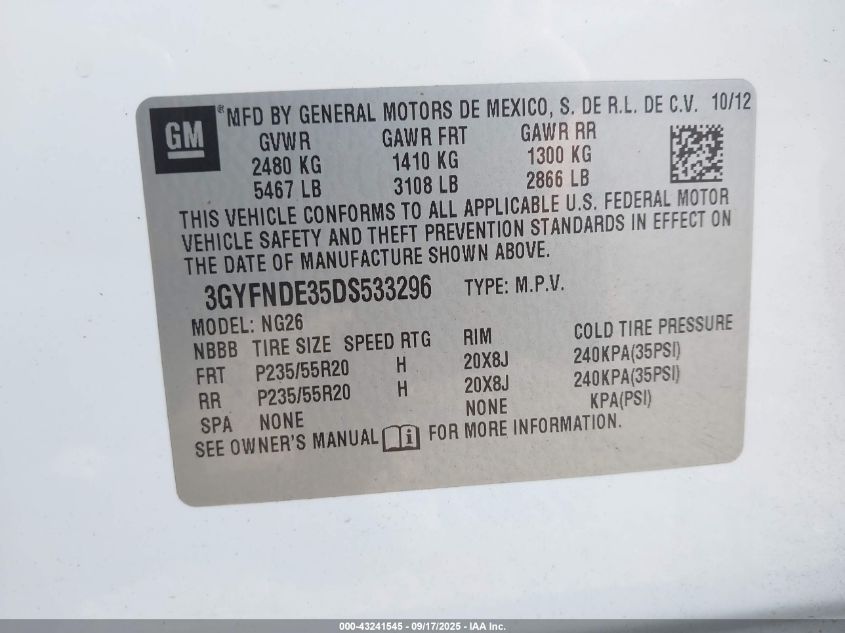 GM ® MFD BY GENERAL MOTORS DE MEXICO, S. DE R.L. DE C.V. 10/12
GVWR GAWR FRT GAWR RR
2480 KG 1410 KG 1300 KG
5467 LB 3108 LB 2866 LB
THIS VEHICLE CONFORMS TO ALL APPLICABLE U.S. FEDERAL MOTOR
VEHICLE SAFETY AND THEFT PREVENTION STANDARDS IN EFFECT ON
THE DATE OF MANUFACTURE SHOWN ABOVE.
3GYFNDE35DS533296 TYPE: M.P.V.
MODEL: NG26
NBBB TIRE SIZE SPEED RTG RIM COLD TIRE PRESSURE
FRT P235/55R20 H 20X8J 240KPA(35PSI)
RR P235/55R20 H 20X8J 240KPA(35PSI)
SPA NONE NONE KPA(PSI)
SEE OWNER'S MANUAL i FOR MORE INFORMATION.
000-43241545 - 09/17/2025 - IAA Inc.